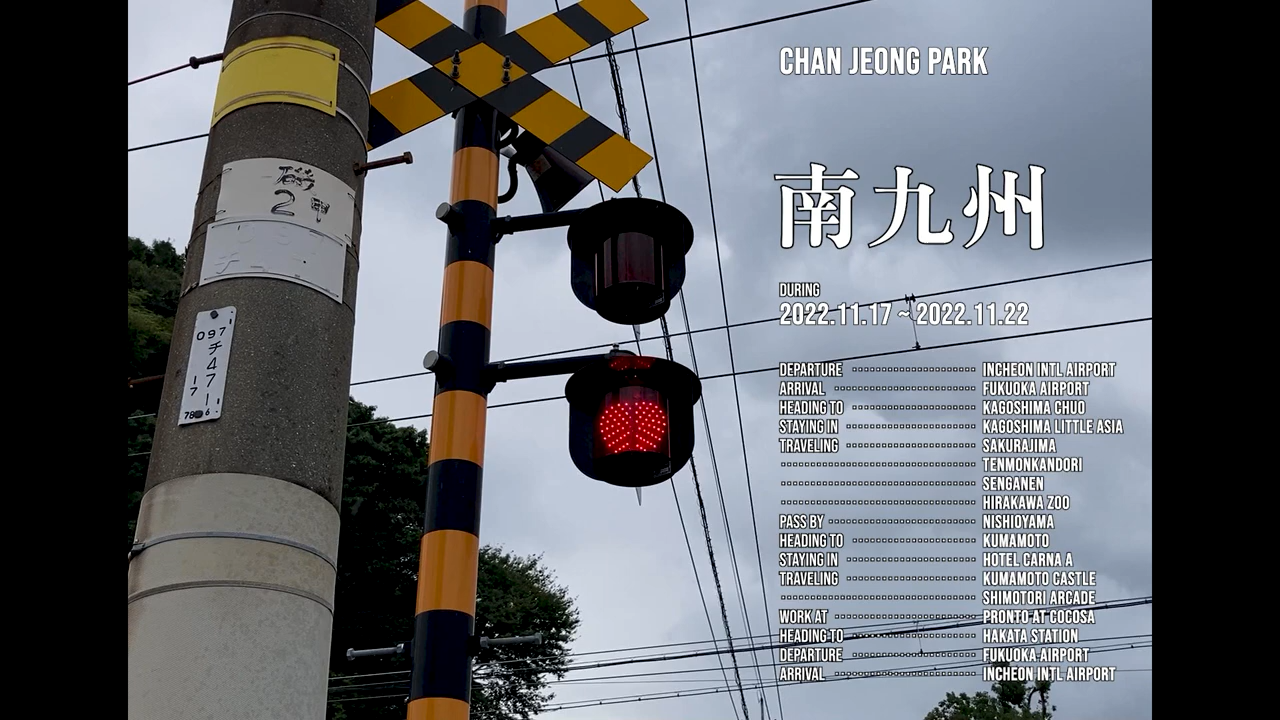 CHAN JEONG PARK
南九州
DURING
2022.11.17 ~ 2022.11.22
DEPARTURE INCHEON INTL AIRPORT
ARRIVAL FUKUOKA AIRPORT
HEADING TO KAGOSHIMA CHUO
STAYING IN KAGOSHIMA LITTLE ASIA
TRAVELING SAKURAJIMA
TENMONKANDORI
SENGANEN
HIRAKAWA ZOO
PASS BY NISHIOYAMA
HEADING TO KUMAMOTO
STAYING IN HOTEL CARNA A
TRAVELING KUMAMOTO CASTLE
SHIMOTORI ARCADE
WORK AT PRONTO AT COCOSA
HEADING TO HAKATA STATION
DEPARTURE FUKUOKA AIRPORT
ARRIVAL INCHEON INTL AIRPORT
2甲
097
チ471
17